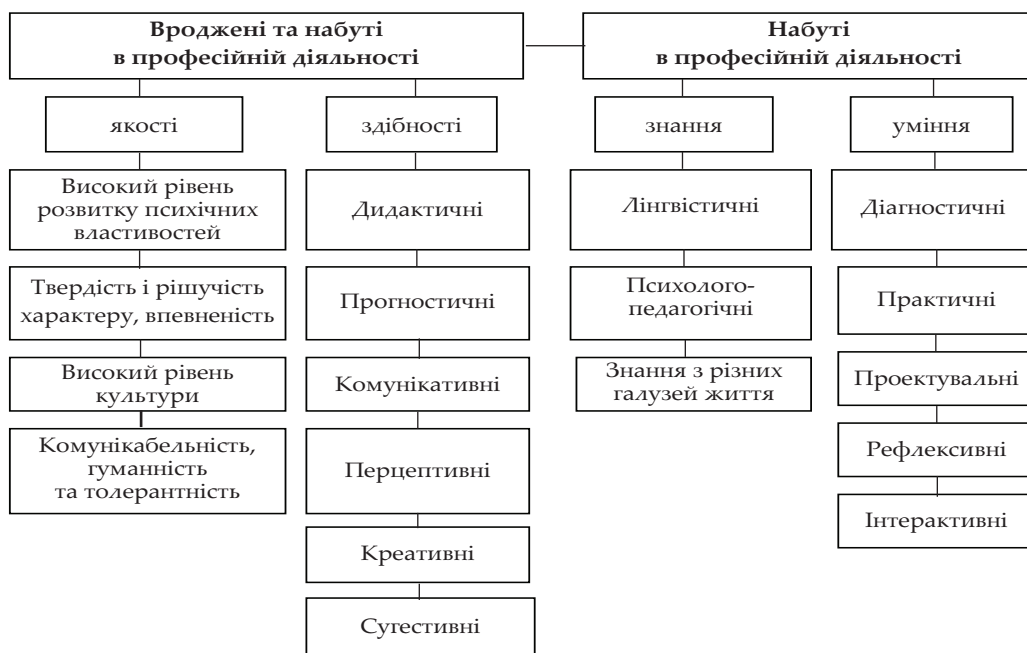 Вроджені та набуті
в професійній діяльності
Набуті
в професійній діяльності
якості
здібності
знання
уміння
Високий рівень
розвитку психічних
властивостей
Твердість і рішучість
характеру, впевненість
Високий рівень
культури
Комунікабельність,
гуманність
та толерантність
Дидактичні
Прогностичні
Комунікативні
Перцептивні
Креативні
Сугестивні
Лінгвістичні
Психолого-
педагогічні
Знання з різних
галузей життя
Діагностичні
Практичні
Проектувальні
Рефлексивні
Інтерактивні